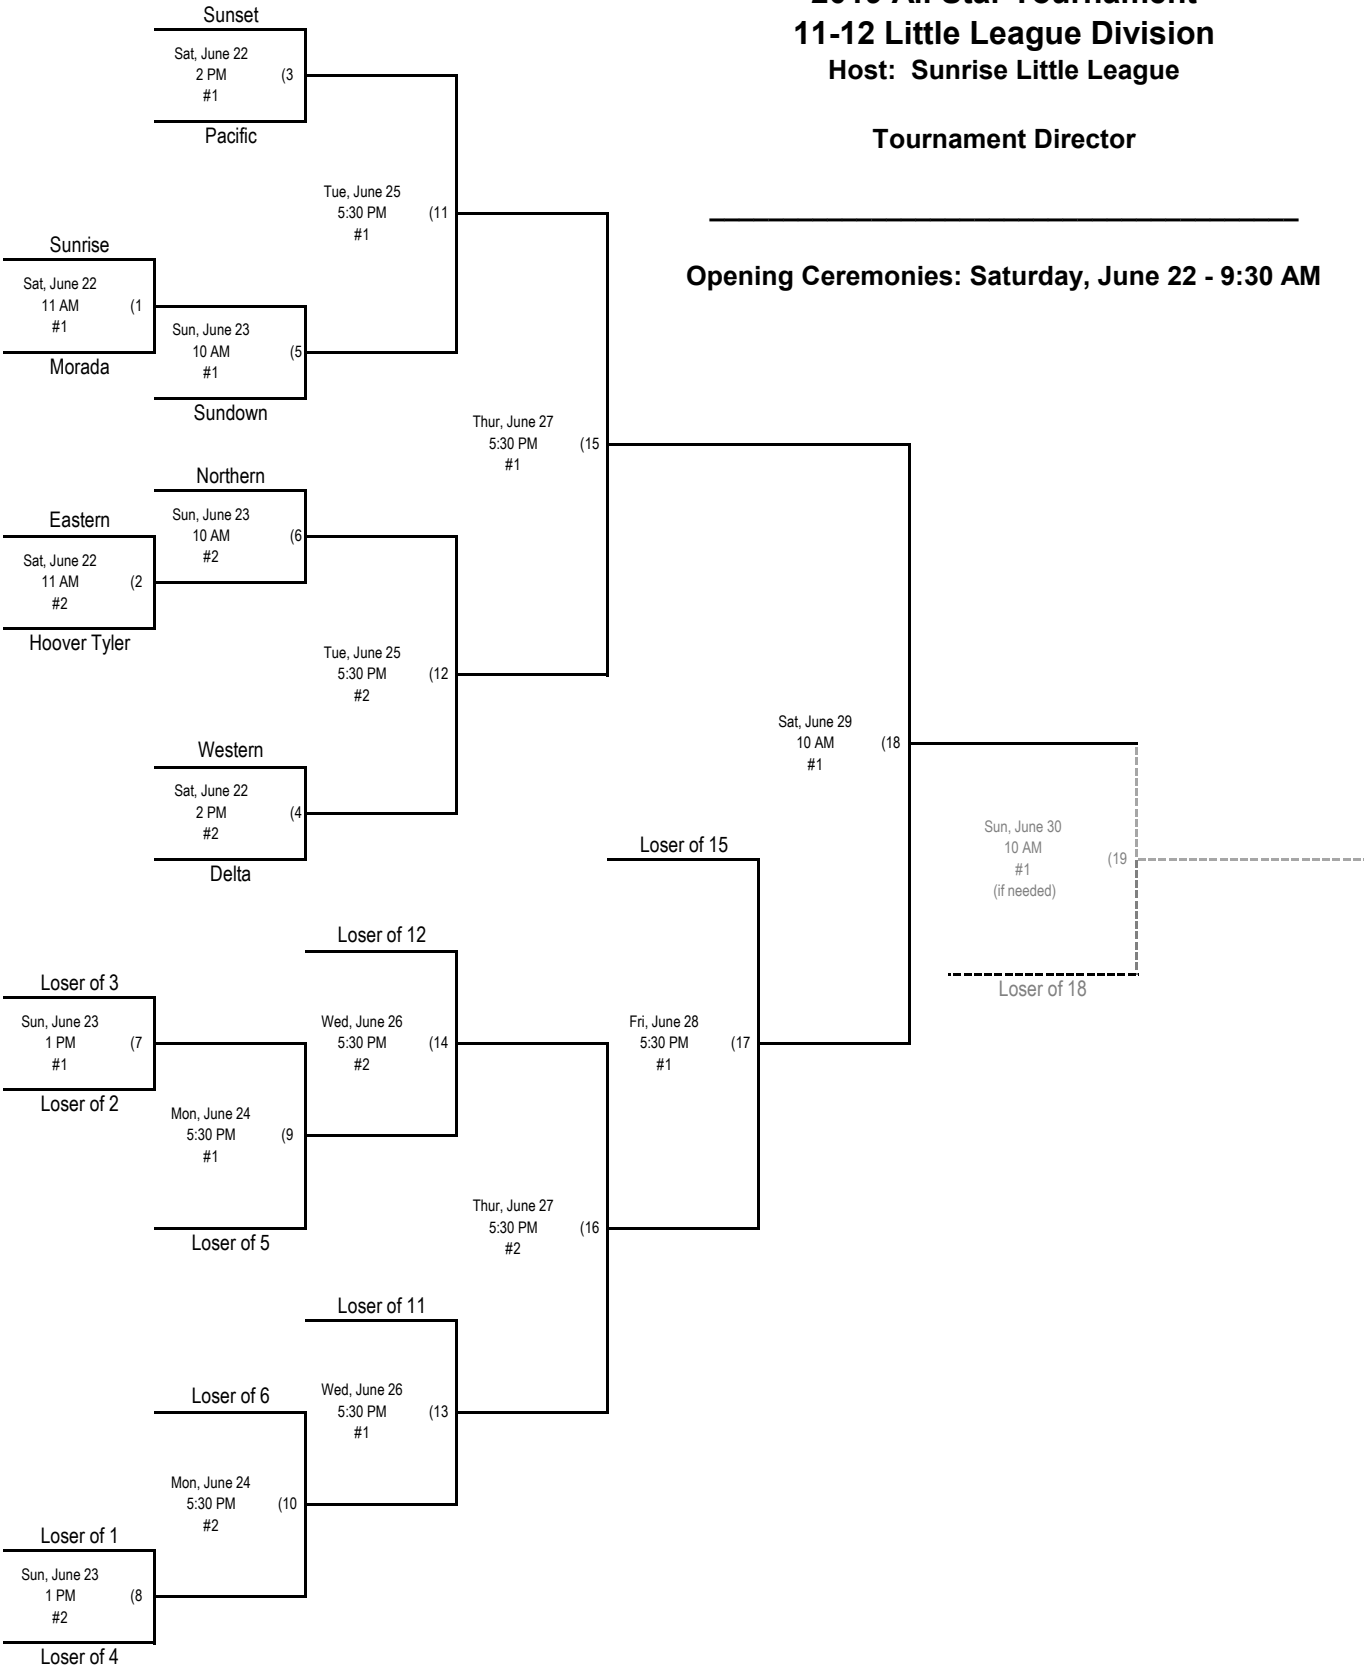 11-12 Little League Division
Host: Sunrise Little League
Tournament Director
Opening Ceremonies: Saturday, June 22 - 9:30 AM
Sunset
Sat, June 22
2 PM
(3
#1
Pacific
Tue, June 25
5:30 PM
(11
#1
Sunrise
Sat, June 22
11 AM
(1
#1
Morada
Sun, June 23
10 AM
(5
#1
Sundown
Thur, June 27
5:30 PM
(15
#1
Northern
Sun, June 23
10 AM
(6
#2
Eastern
Sat, June 22
11 AM
(2
#2
Hoover Tyler
Tue, June 25
5:30 PM
(12
#2
Western
Sat, June 22
2 PM
(4
#2
Delta
Sat, June 29
10 AM
(18
#1
Sun, June 30
10 AM
(19
#1
(if needed)
Loser of 18
Loser of 15
Loser of 12
Loser of 3
Sun, June 23
1 PM
(7
#1
Loser of 2
Wed, June 26
5:30 PM
(14
#2
Fri, June 28
5:30 PM
(17
#1
Mon, June 24
5:30 PM
(9
#1
Loser of 5
Thur, June 27
5:30 PM
(16
#2
Loser of 11
Loser of 6
Wed, June 26
5:30 PM
(13
#1
Mon, June 24
5:30 PM
(10
#2
Loser of 1
Sun, June 23
1 PM
(8
#2
Loser of 4